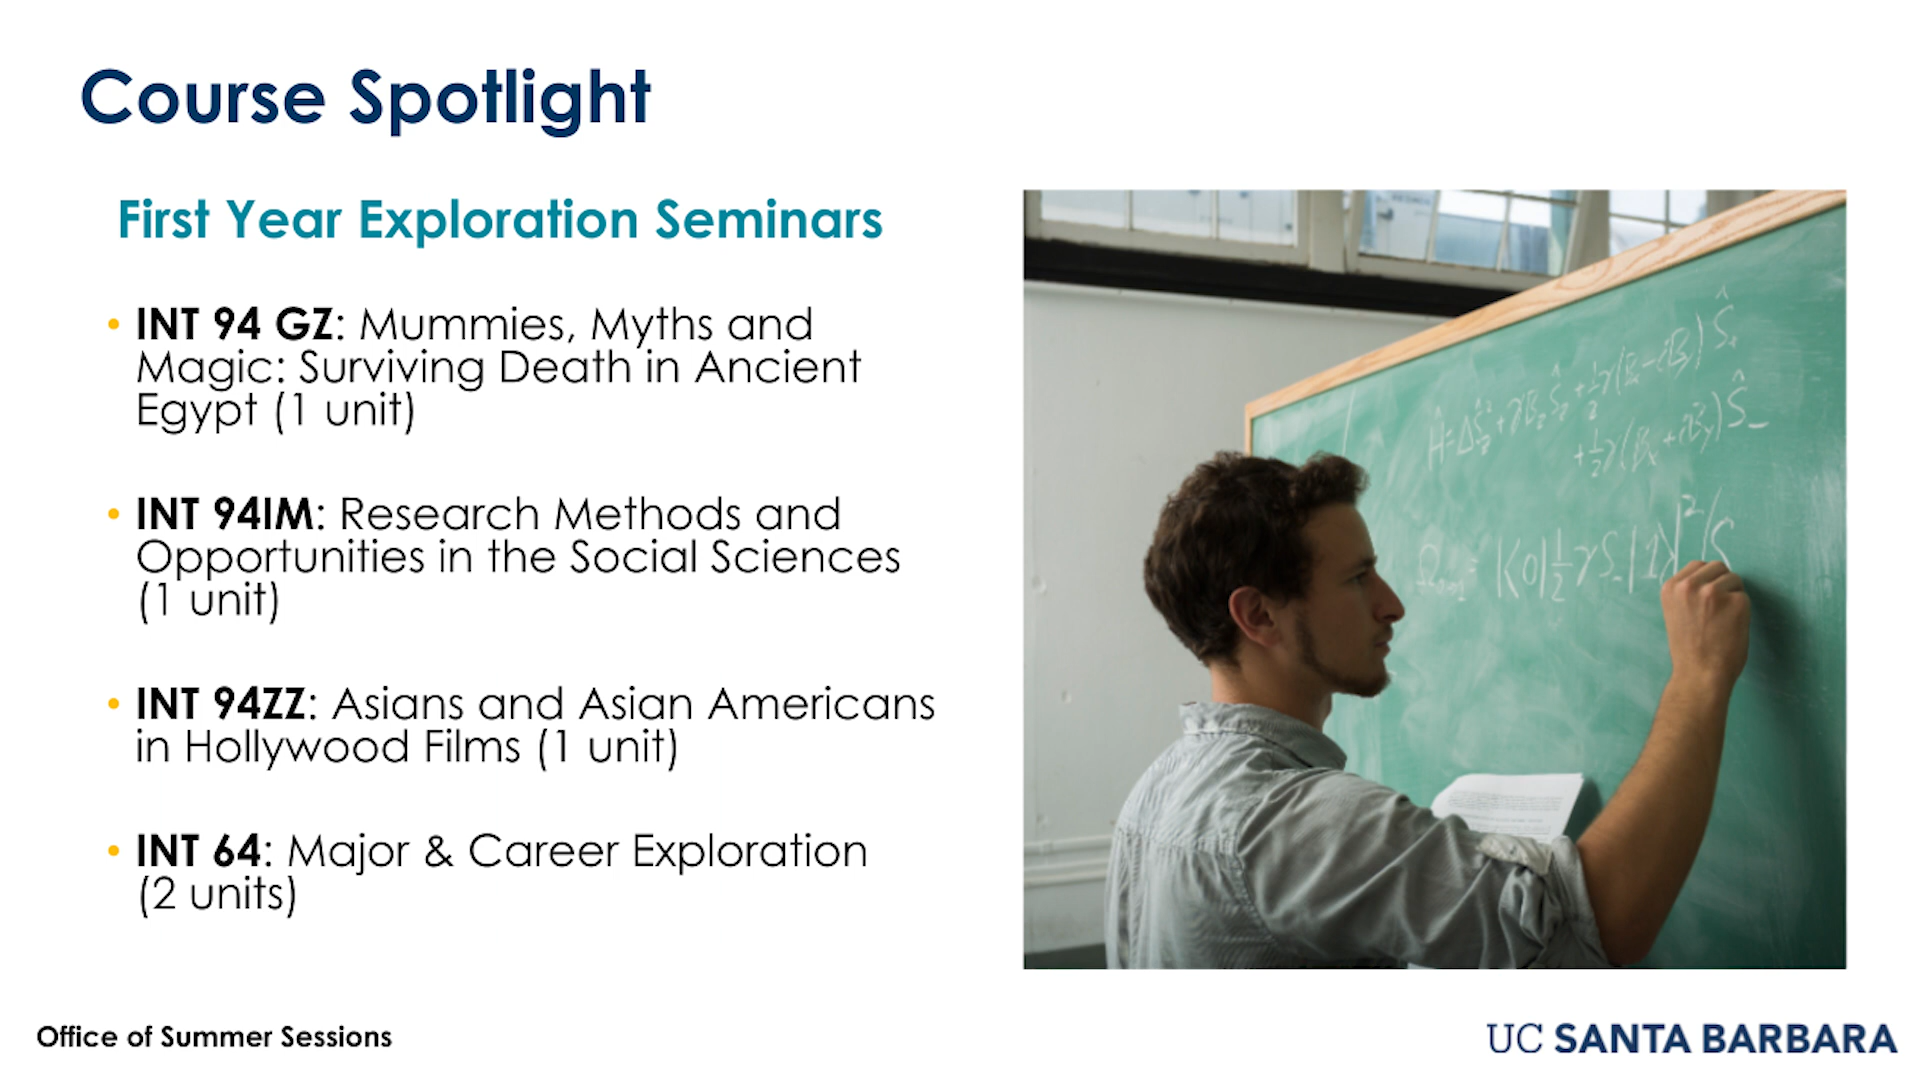 Course Spotlight
First Year Exploration Seminars
• INT 94 GZ: Mummies, Myths and
Magic: Surviving Death in Ancient
Egypt (1 unit)
• INT 94IM: Research Methods and
Opportunities in the Social Sciences
(1 unit)
• INT 94ZZ: Asians and Asian Americans
in Hollywood Films (1 unit)
• INT 64: Major & Career Exploration
(2 units)
Office of Summer Sessions
UC SANTA BARBARA